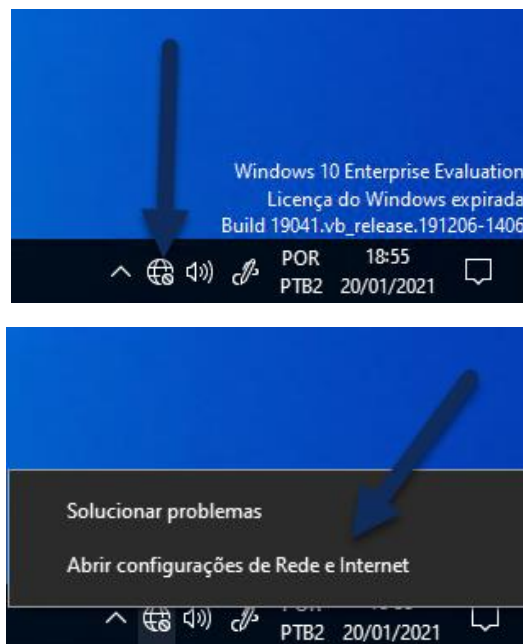 Windows 10 Enterprise Evaluation
Licença do Windows expirada
Build 19041.vb_release.191206-1406
POR 18:55
PTB2 20/01/2021
Solucionar problemas
Abrir configurações de Rede e Internet
PTB2 20/01/2021